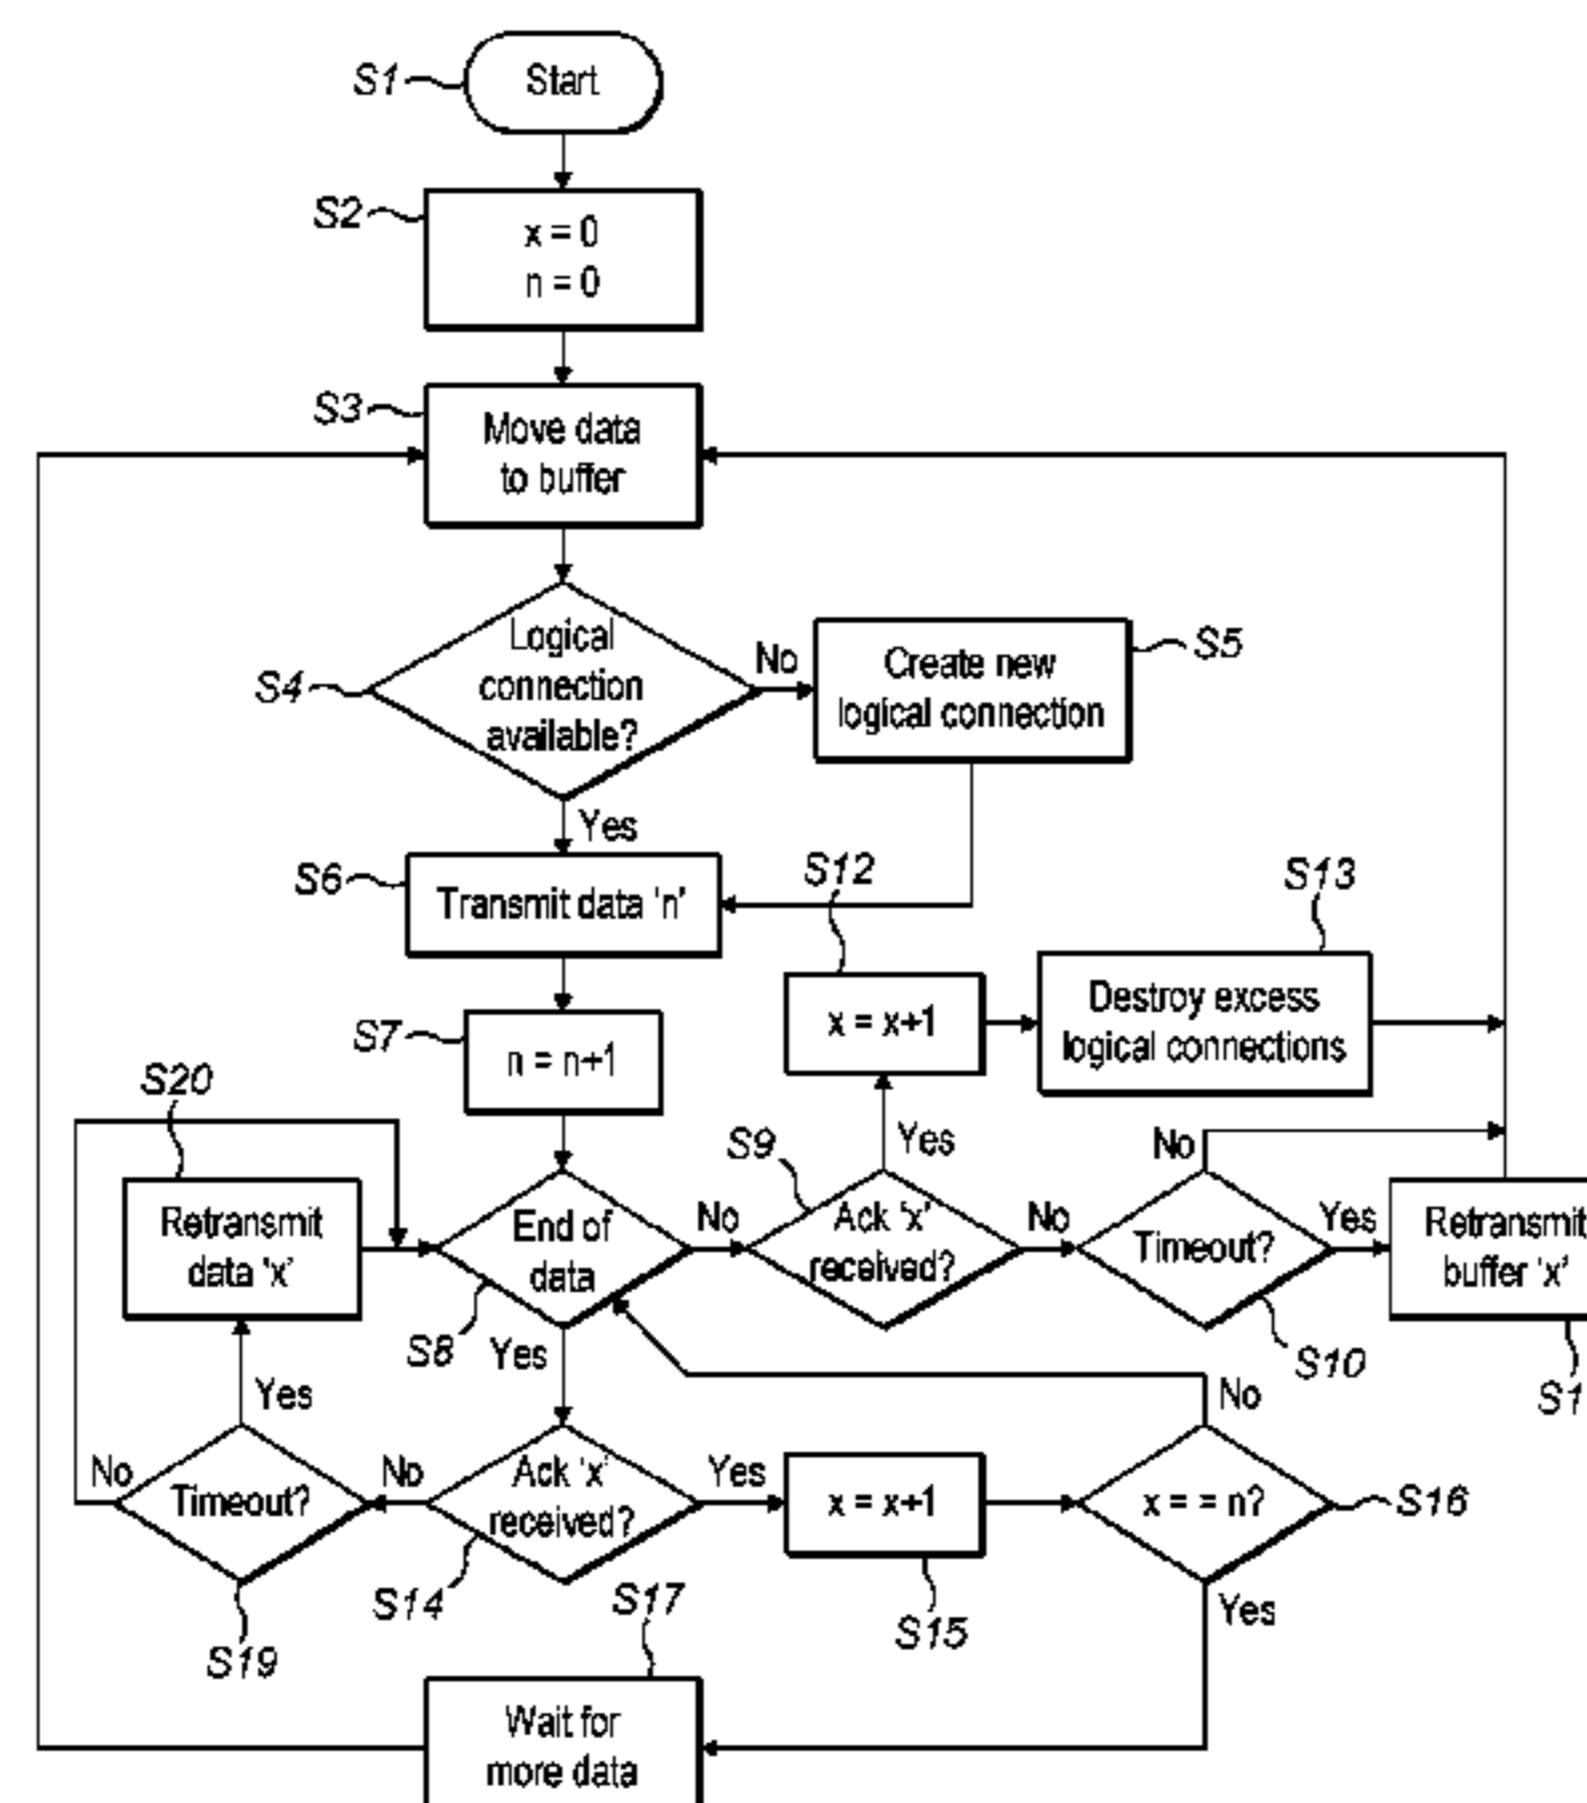 S1
Start
S2
x = 0
n = 0
S3
Move data
to buffer
S4
Logical
connection
available?
No
Create new
logical connection
S5
Yes
S6
Transmit data 'n'
S12
S13
x = x+1
Destroy excess
logical connections
S7
n = n+1
S20
Retransmit
data 'x'
S9
Yes
No
End of
data
No
Ack 'x'
received?
No
Timeout?
Yes
Retransmit
buffer 'x'
S8
Yes
S10
S1
Yes
No
No
Timeout?
No
Ack 'x'
received?
Yes
x = x+1
x = = n?
S16
S19
S14
S17
S15
Yes
Wait for
more data